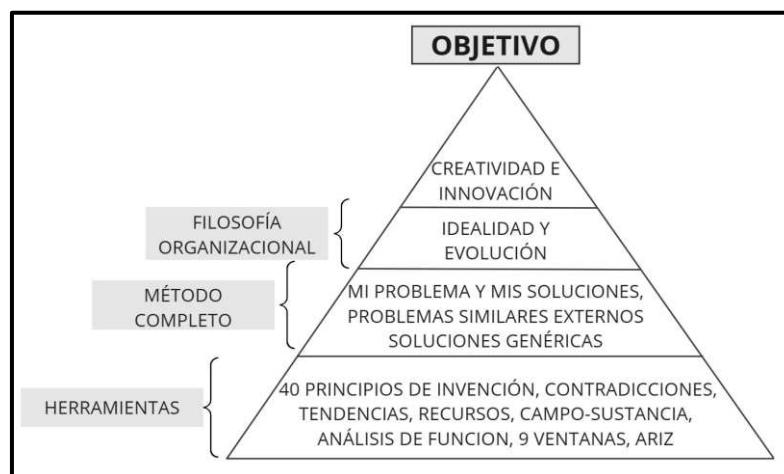 OBJETIVO
CREATIVIDAD E
INNOVACIÓN
FILOSOFÍA
ORGANIZACIONAL
IDEALIDAD Y
EVOLUCIÓN
MÉTODO
COMPLETO
MI PROBLEMA Y MIS SOLUCIONES,
PROBLEMAS SIMILARES EXTERNOS
SOLUCIONES GENÉRICAS
HERRAMIENTAS
40 PRINCIPIOS DE INVENCIÓN, CONTRADICCIONES,
TENDENCIAS, RECURSOS, CAMPO-SUSTANCIA,
ANÁLISIS DE FUNCION, 9 VENTANAS, ARIZ